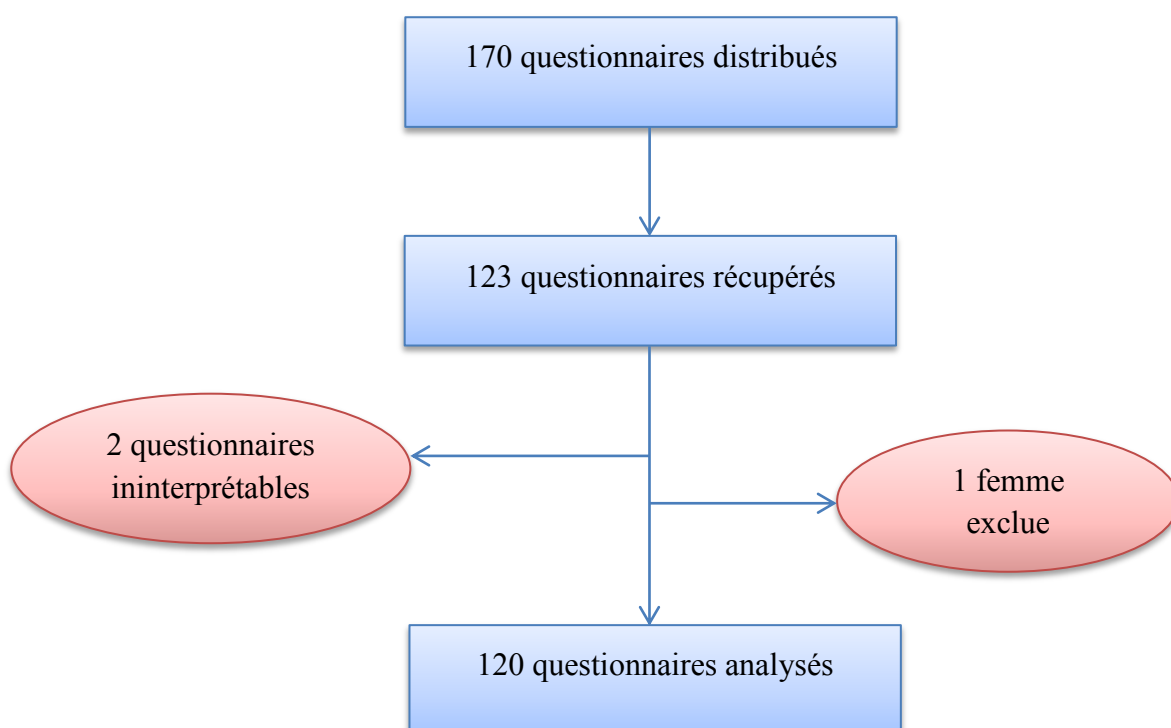 170 questionnaires distribués
123 questionnaires récupérés
2 questionnaires
ininterprétables
1 femme
exclue
120 questionnaires analysés